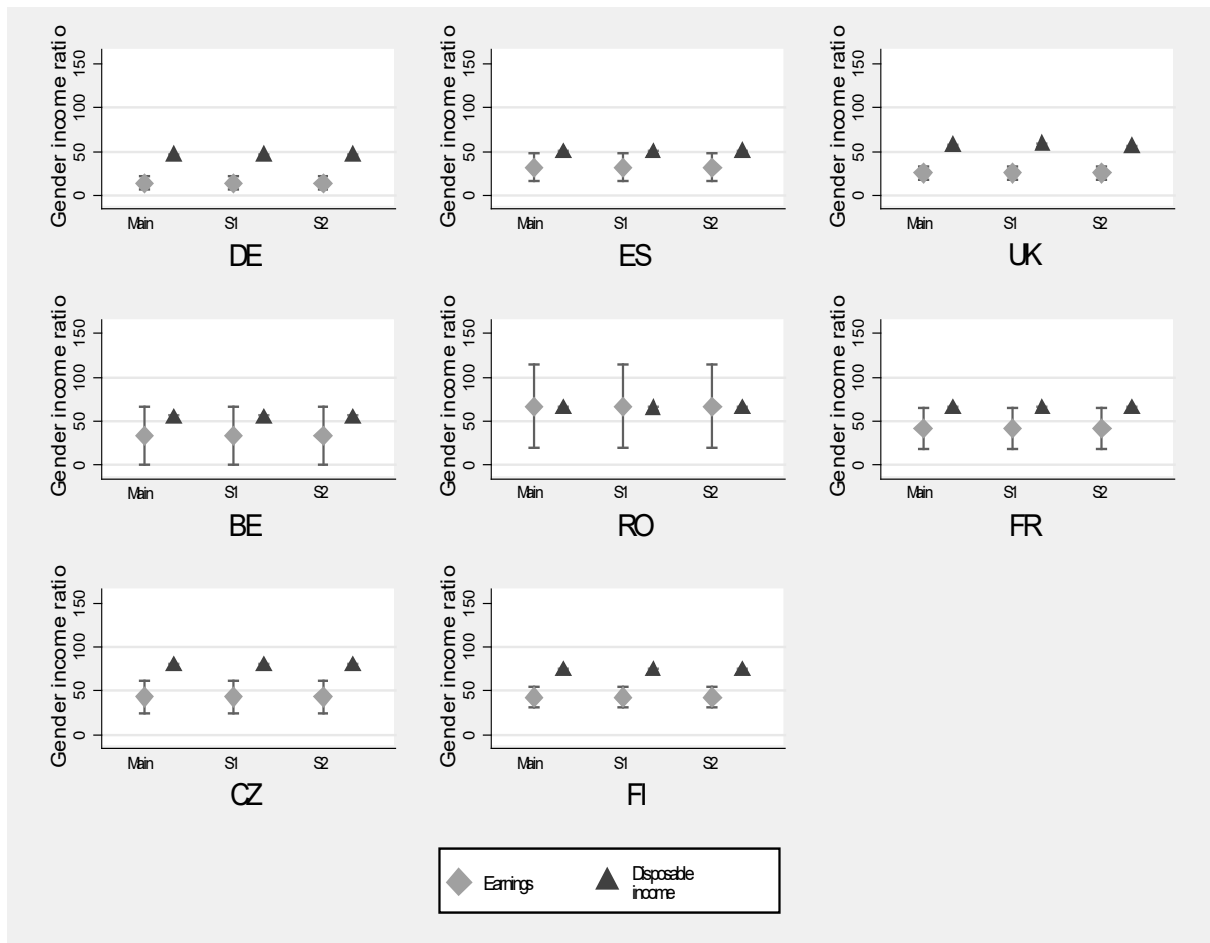 Gender income ratio
0 50 100 150
Main S1 S2
DE
Gender income ratio
0 50 100 150
Main S1 S2
ES
Gender income ratio
0 50 100 150
Main S1 S2
UK
Gender income ratio
0 50 100 150
Main S1 S2
BE
Gender income ratio
0 50 100 150
Main S1 S2
RO
Gender income ratio
0 50 100 150
Main S1 S2
FR
Gender income ratio
0 50 100 150
Main S1 S2
CZ
Gender income ratio
0 50 100 150
Main S1 S2
FI
Earnings
Disposable
income